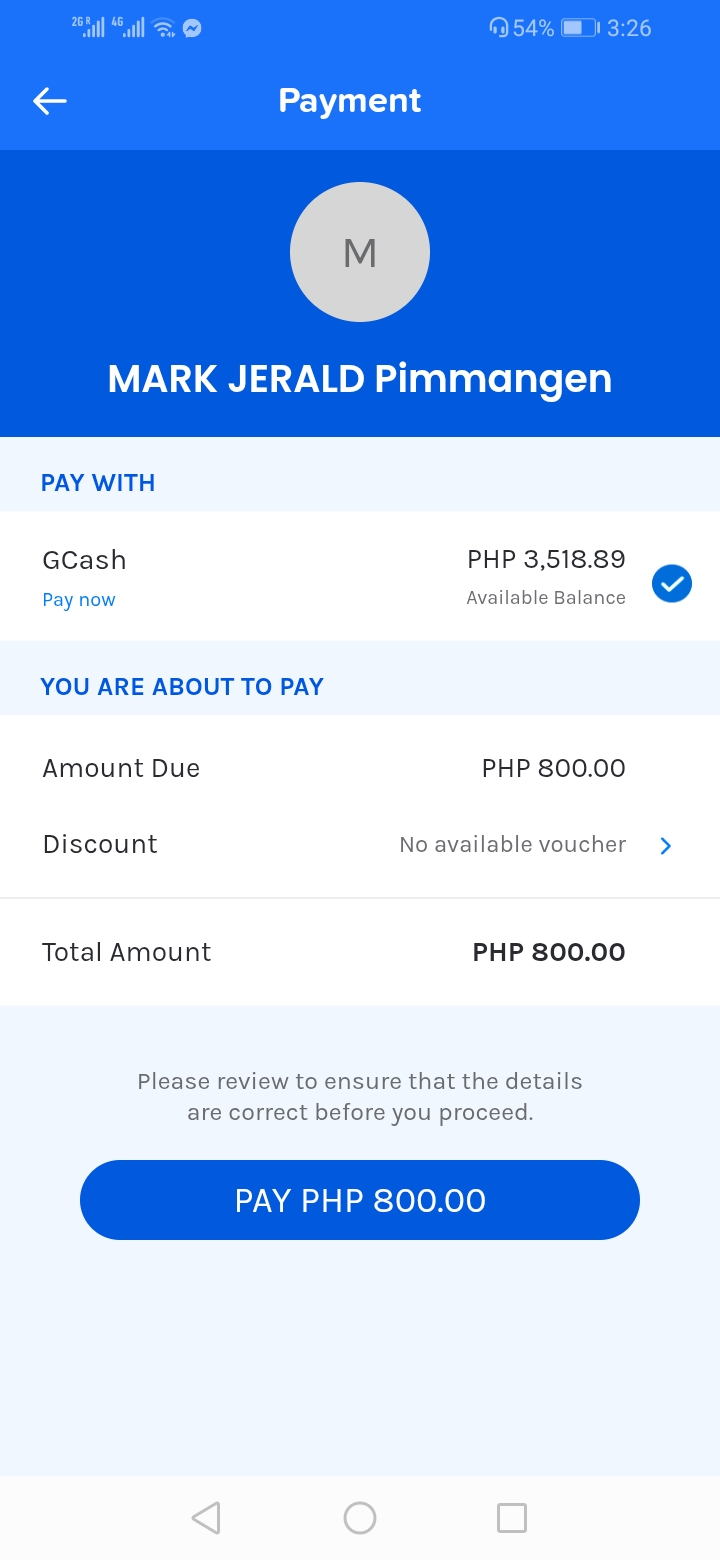 2G R 4G 54% 3:26
Payment
M
MARK JERALD Pimmangen
PAY WITH
GCash PHP 3,518.89
Pay now Available Balance
YOU ARE ABOUT TO PAY
Amount Due PHP 800.00
Discount No available voucher
Total Amount PHP 800.00
Please review to ensure that the details
are correct before you proceed.
PAY PHP 800.00